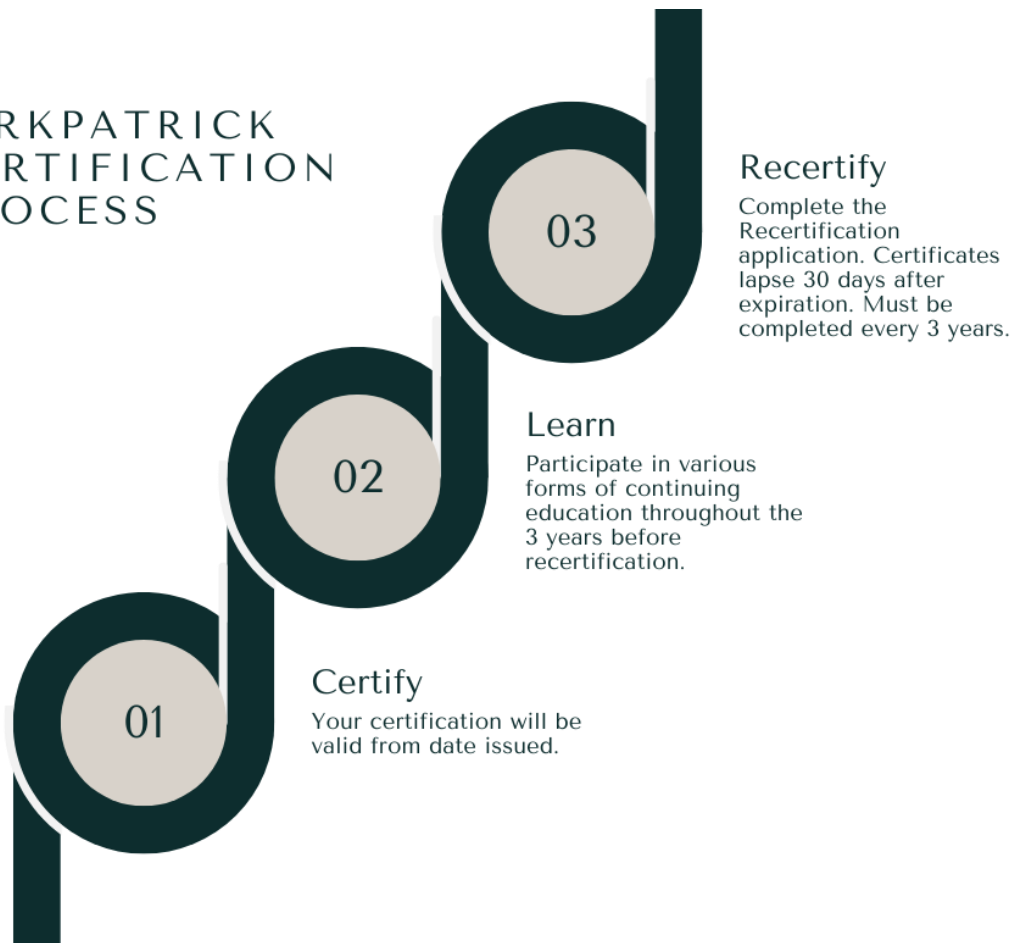 RKPATRICK
RTIFICATION
OCESS
03
Recertify
Complete the
Recertification
application. Certificates
lapse 30 days after
expiration. Must be
completed every 3 years.
02
Learn
Participate in various
forms of continuing
education throughout the
3 years before
recertification.
01
Certify
Your certification will be
valid from date issued.